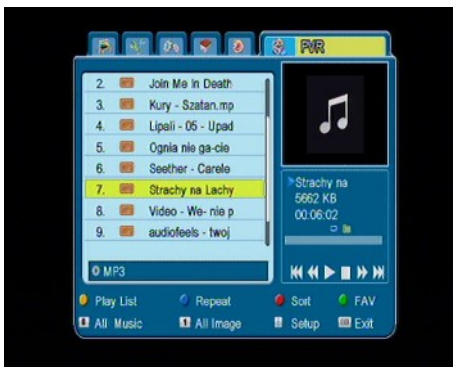 PVR
2. Join Me In Death
3. Kury - Szatan.mp
4. Lipali - 05 - Upad
5. Ognia nie ga-cie
6. Seether - Carele
7. Strachy na Lachy
8. Video - We- nie p
9. audiofeels - twoj
MP3
Strachy na
5662 KB
00:06:02
Play List
Repeat
Sort
FAV
All Music
1 All Image
Setup
Exit